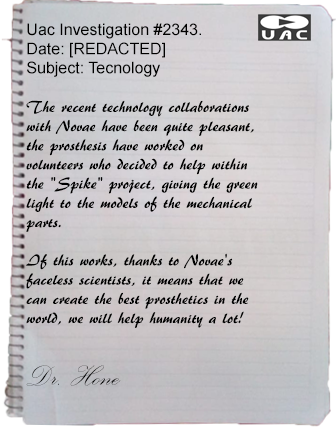 Uac Investigation #2343.
Date: [REDACTED]
Subject: Tecnology
UAC
The recent technology collaborations
with Novae have been quite pleasant,
the prosthesis have worked on
volunteers who decided to help within
the "Spike" project, giving the green
light to the models of the mechanical
parts.
If this works, thanks to Novae's
faceless scientists, it means that we
can create the best prosthetics in the
world, we will help humanity a lot!
Dr. Hone